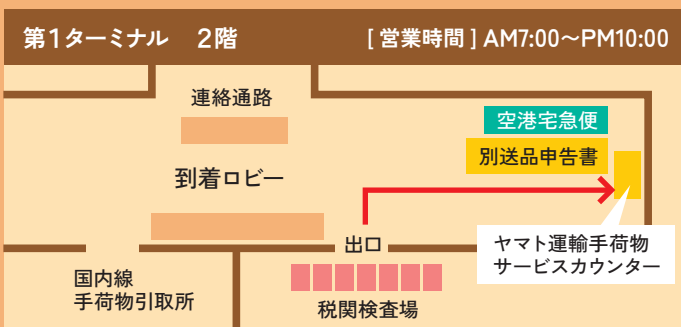 第1ターミナル 2階
[営業時間] AM7:00～PM10:00
連絡通路
空港宅急便
別送品申告書
到着ロビー
出口
ヤマト運輸手荷物
サービスカウンター
国内線
手荷物引取所
税関検査場